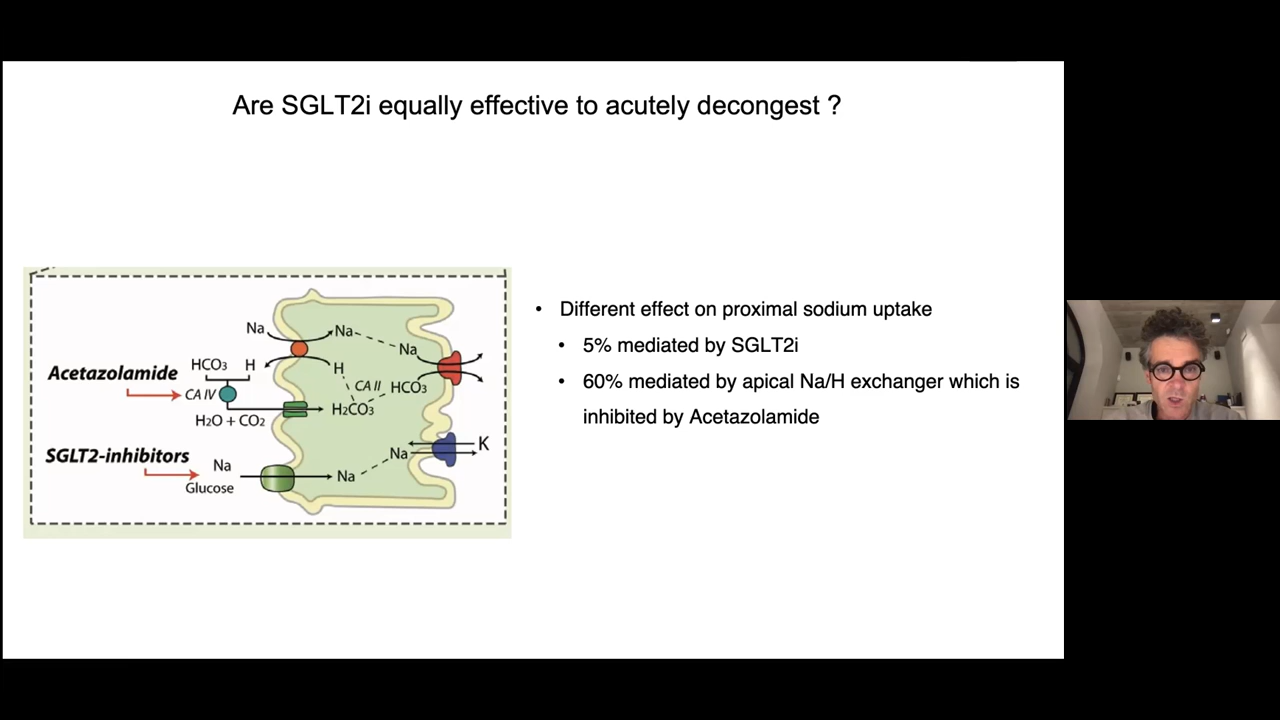 Are SGLT2i equally effective to acutely decongest ?
Na
Na
Na
HCO3 H
H
Acetazolamide
CA IV
CA II
HCO3
H2O + CO2
H2CO3
SGLT2-inhibitors
Na
Glucose
Na
Na
K
• Different effect on proximal sodium uptake
• 5% mediated by SGLT2i
• 60% mediated by apical Na/H exchanger which is
inhibited by Acetazolamide